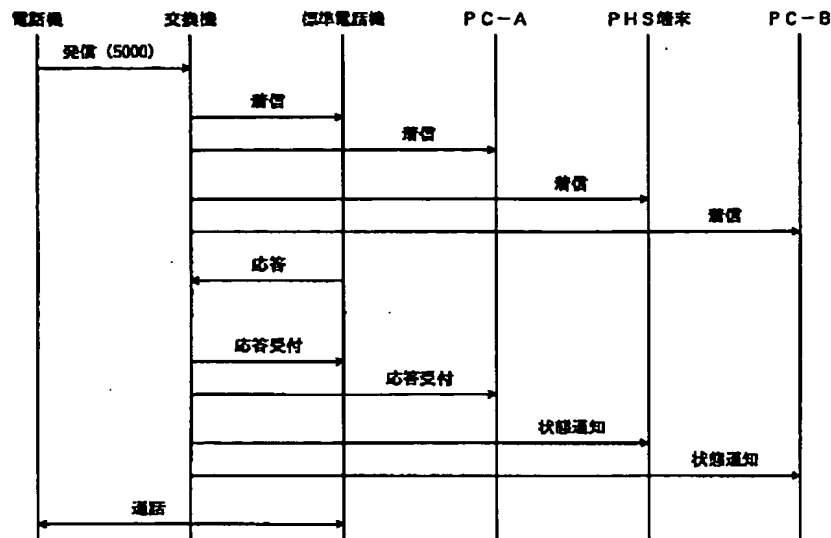 電話機 交換機 標準電話機 PC-A PHS端末 PC-B
発信 (5000)
着信
着信
着信
着信
応答
応答受付
応答受付
状態通知
状態通知
通話